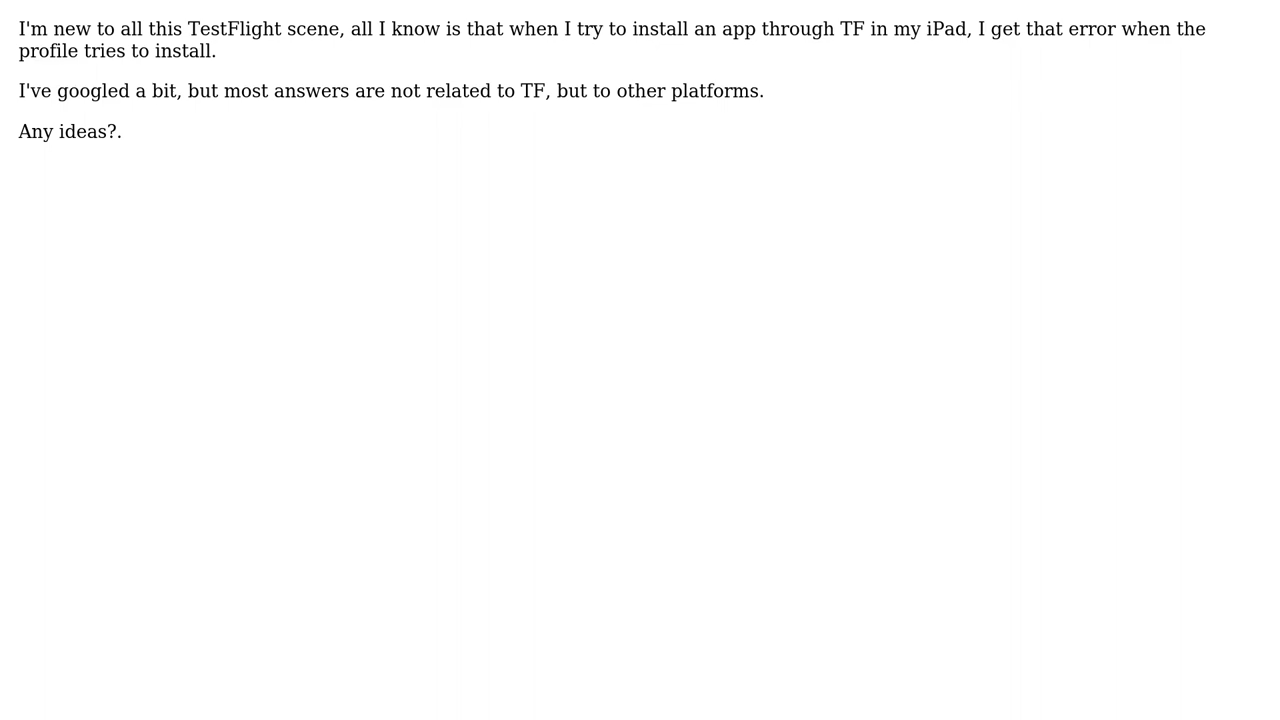 I'm new to all this TestFlight scene, all I know is that when I try to install an app through TF in my iPad, I get that error when the
profile tries to install.
I've googled a bit, but most answers are not related to TF, but to other platforms.
Any ideas?.